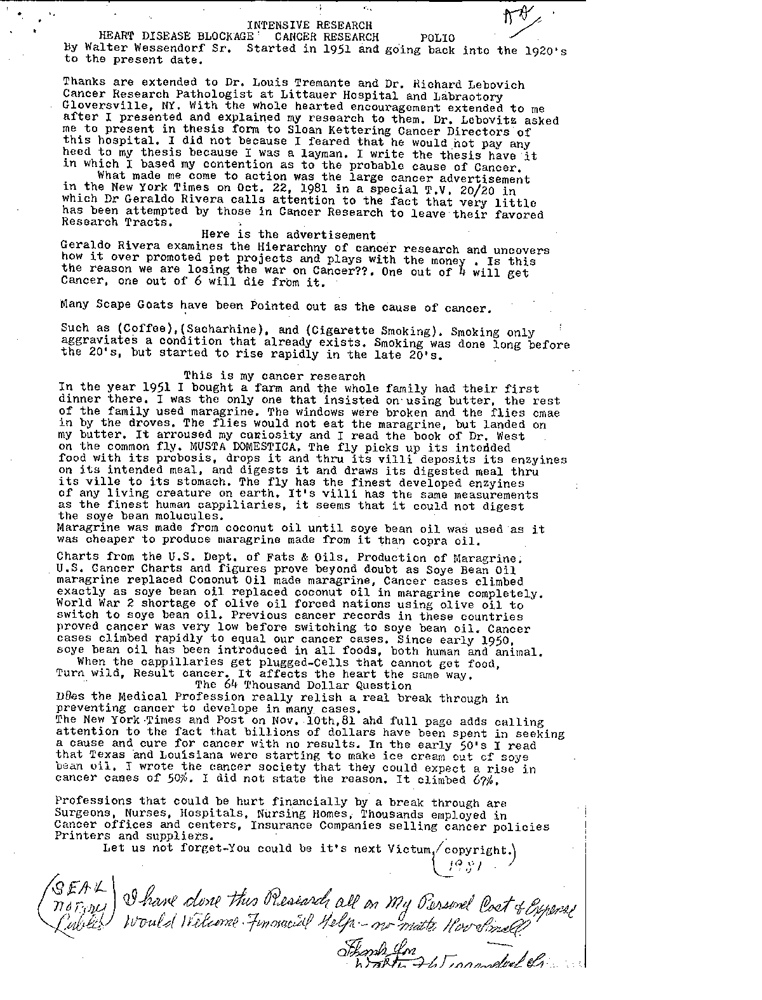 INTENSIVE RESEARCH
HEART DISEASE BLOCKAGE CANCER RESEARCH POLIO
By Walter Wessendorf Sr. Started in 1951 and going back into the 1920's
to the present date.
Thanks are extended to Dr. Louis Tremante and Dr. Richard Lebovich
Cancer Research Pathologist at Littauer Hospital and Labraotory
Gloversville, NY. With the whole hearted encouragement extended to me
after I presented and explained my research to them. Dr. Lebovitz asked
me to present in thesis form to Sloan Kettering Cancer Directors of
this hospital. I did not because I feared that he would not pay any
heed to my thesis because I was a layman. I write the thesis have it
in which I based my contention as to the probable cause of Cancer.
What made me come to action was the large cancer advertisement
in the New York Times on Oct. 22, 1981 in a special T.V. 20/20 in
which Dr Geraldo Rivera calls attention to the fact that very little
has been attempted by those in Cancer Research to leave their favored
Research Tracts.
Here is the advertisement
Geraldo Rivera examines the Hierarchny of cancer research and uncovers
how it over promoted pet projects and plays with the money . Is this
the reason we are losing the war on Cancer??. One out of 4 will get
Cancer, one out of 6 will die from it.
Many Scape Goats have been Pointed out as the cause of cancer.
Such as (Coffee),(Sacharhine), and (Cigarette Smoking). Smoking only
aggraviates a condition that already exists. Smoking was done long before
the 20's, but started to rise rapidly in the late 20's.
This is my cancer research
In the year 1951 I bought a farm and the whole family had their first
dinner there. I was the only one that insisted on using butter, the rest
of the family used maragrine. The windows were broken and the flies cmae
in by the droves. The flies would not eat the maragrine, but landed on
my butter. It arroused my curiosity and I read the book of Dr. West
on the common fly. MUSTA DOMESTICA. The fly picks up its intended
food with its probosis, drops it and thru its villi deposits its enzyines
on its intended meal, and digests it and draws its digested meal thru
its ville to its stomach. The fly has the finest developed enzyines
of any living creature on earth. It's villi has the same measurements
as the finest human cappiliaries, it seems that it could not digest
the soye bean molucules.
Maragrine was made from coconut oil until soye bean oil was used as it
was cheaper to produce maragrine made from it than copra oil.
Charts from the U.S. Dept. of Fats & Oils. Production of Maragrine.
U.S. Cancer Charts and figures prove beyond doubt as Soye Bean Oil
maragrine replaced Cononut Oil made maragrine, Cancer cases climbed
exactly as soye bean oil replaced coconut oil in maragrine completely.
World War 2 shortage of olive oil forced nations using olive oil to
switch to soye bean oil. Previous cancer records in these countries
proved cancer was very low before switching to soye bean oil. Cancer
cases climbed rapidly to equal our cancer cases. Since early 1950,
soye bean oil has been introduced in all foods, both human and animal.
When the cappillaries get plugged-Cells that cannot get food,
Turn wild, Result cancer. It affects the heart the same way.
The 64 Thousand Dollar Question
DOes the Medical Profession really relish a real break through in
preventing cancer to develope in many cases.
The New York Times and Post on Nov. 10th,81 ahd full page adds calling
attention to the fact that billions of dollars have been spent in seeking
a cause and cure for cancer with no results. In the early 50's I read
that Texas and Louisiana were starting to make ice cream out of soye
bean oil. I wrote the cancer society that they could expect a rise in
cancer cases of 50%. I did not state the reason. It climbed 67%.
Professions that could be hurt financially by a break through are
Surgeons, Nurses, Hospitals, Nursing Homes, Thousands employed in
Cancer offices and centers, Insurance Companies selling cancer policies
Printers and suppliers.
Let us not forget-You could be it's next Victum, (copyright.)
1981
(SEAL
Notary
Public)
I have done this Research all on My Personel Cost & Expense
Would Welcome Financial Help - no matter How Small.
Thank You
Walter Sr.